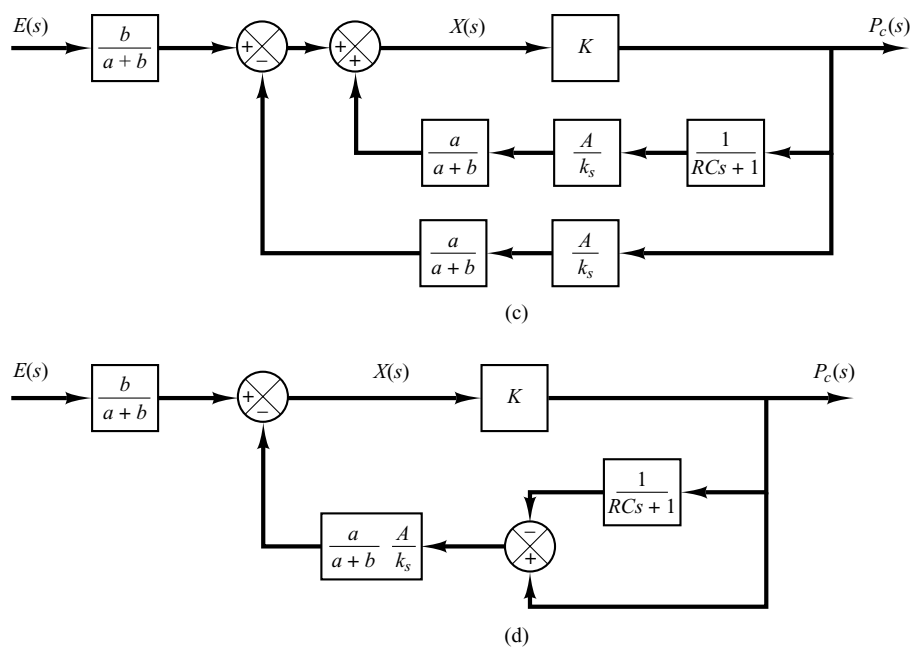 E(s)
b
a + b
+
–
+
+
X(s)
K
P_c(s)
a
a + b
A
k_s
1
RCs + 1
a
a + b
A
k_s
(c)
E(s)
b
a + b
+
–
X(s)
K
P_c(s)
1
RCs + 1
–
+
a
a + b
A
k_s
(d)